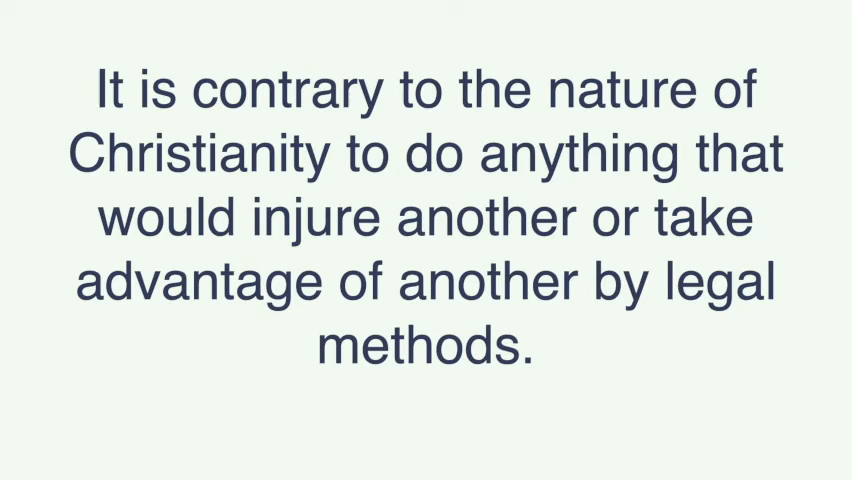 It is contrary to the nature of
Christianity to do anything that
would injure another or take
advantage of another by legal
methods.